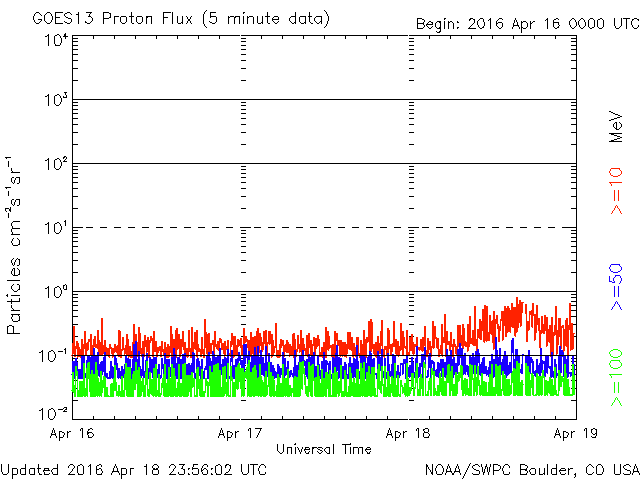 GOES13 Proton Flux (5 minute data)
Begin: 2016 Apr 16 0000 UTC
10⁴
10³
10²
10¹
10⁰
10⁻¹
10⁻²
Particles cm⁻²s⁻¹sr⁻¹
MeV
>=10
>=50
>=100
Apr 16
Apr 17
Apr 18
Apr 19
Universal Time
Updated 2016 Apr 18 23:56:02 UTC
NOAA/SWPC Boulder, CO USA